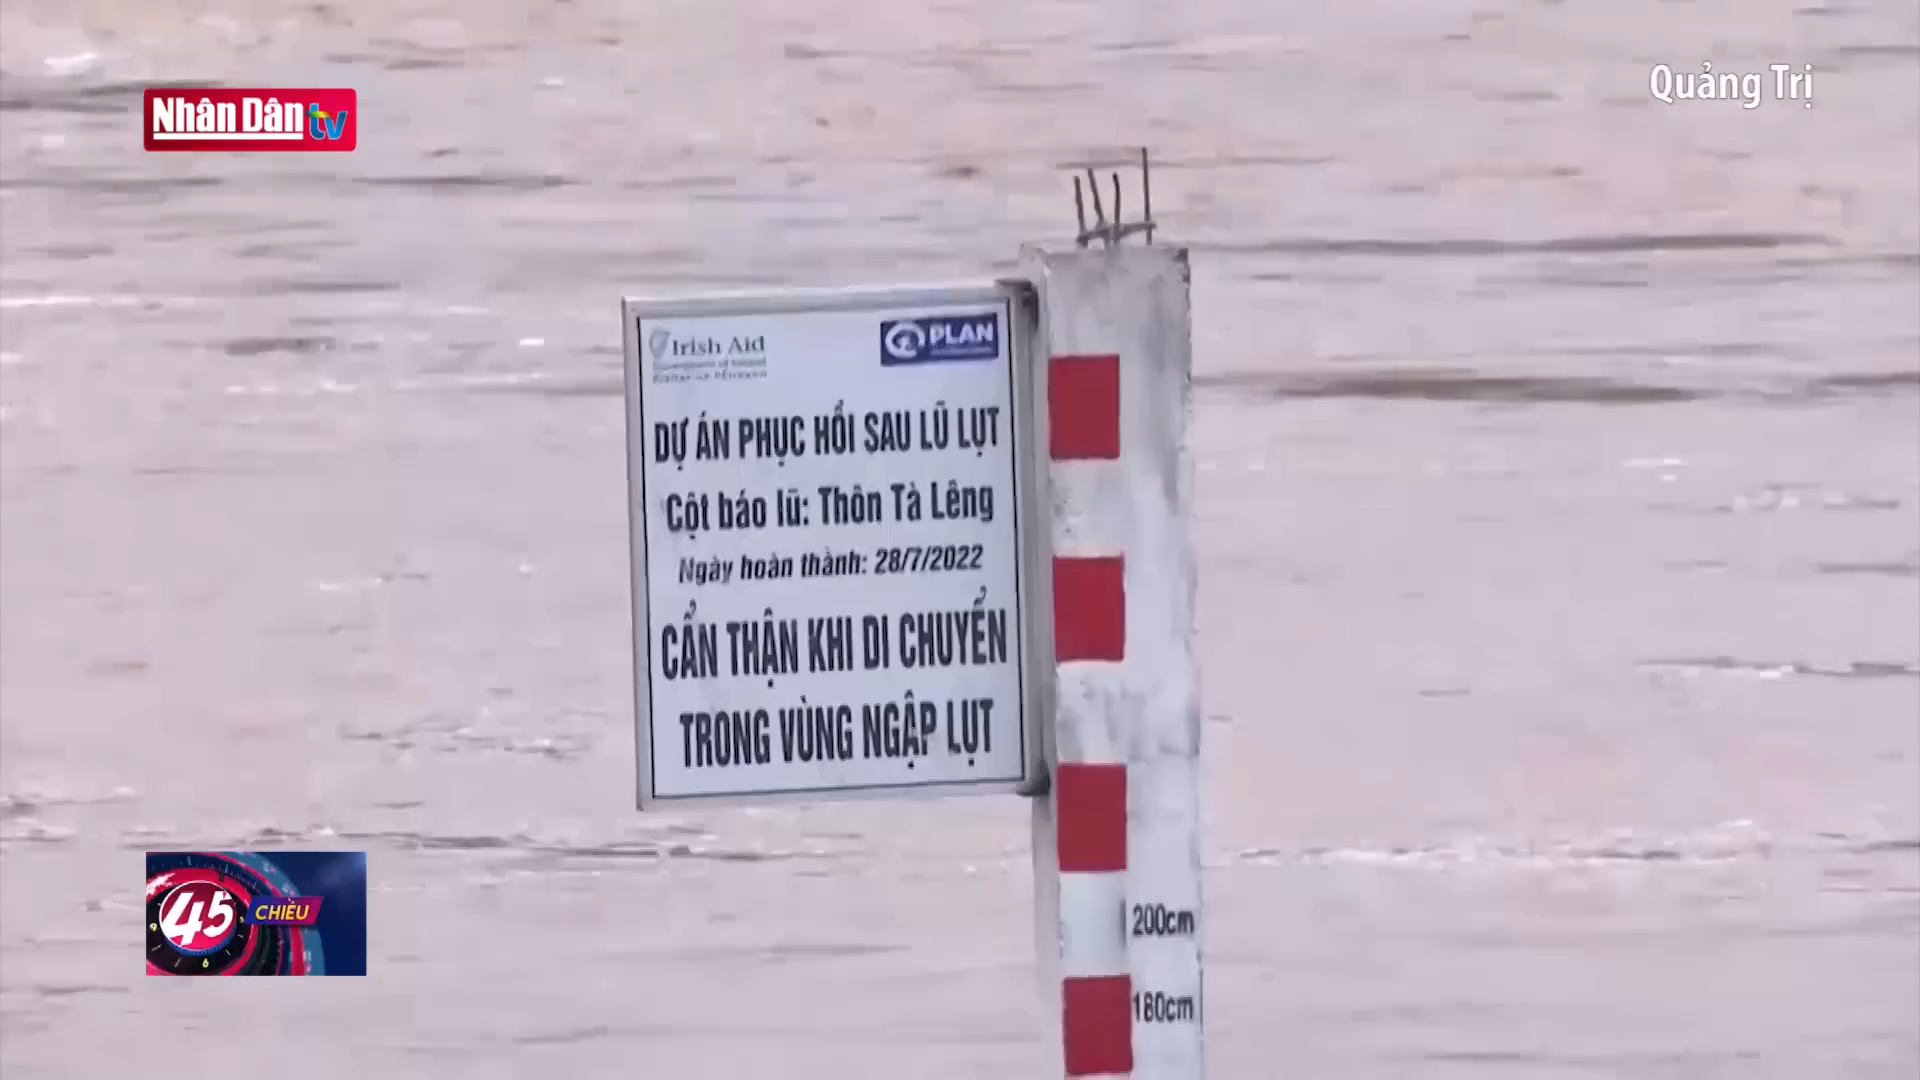 Nhân Dân tv
Quảng Trị
Irish Aid
PLAN
DỰ ÁN PHỤC HỒI SAU LŨ LỤT
Cột báo lũ: Thôn Tà Lêng
Ngày hoàn thành: 28/7/2022
CẨN THẬN KHI DI CHUYỂN
TRONG VÙNG NGẬP LỤT
200cm
180cm
45 CHIỀU
9
6